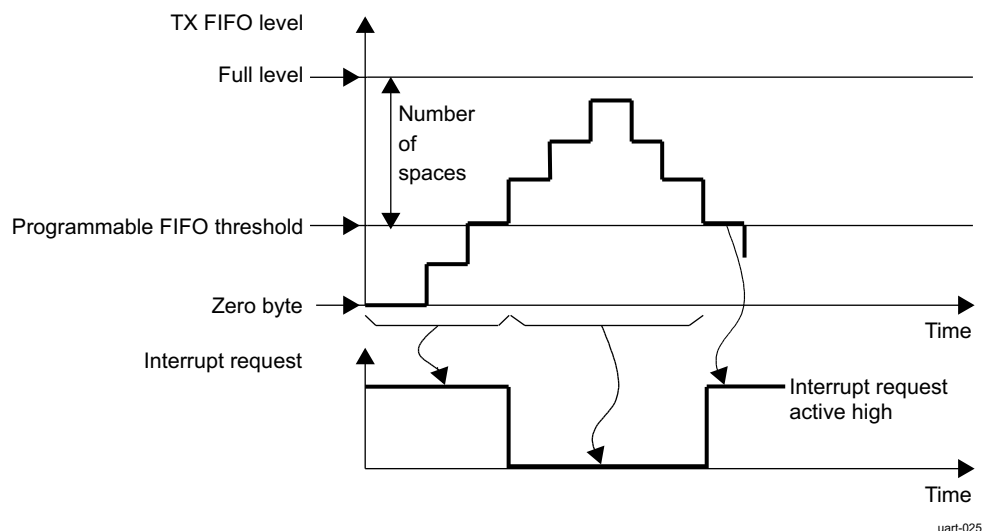 TX FIFO level
Full level
Number
of
spaces
Programmable FIFO threshold
Zero byte
Time
Interrupt request
Interrupt request
active high
Time
uart-025